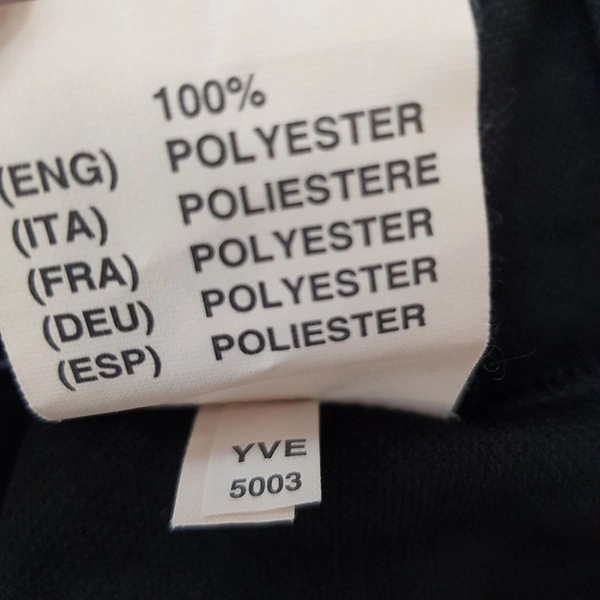 100%
(ENG) POLYESTER
(ITA) POLIESTERE
(FRA) POLYESTER
(DEU) POLYESTER
(ESP) POLIESTER
YVE
5003